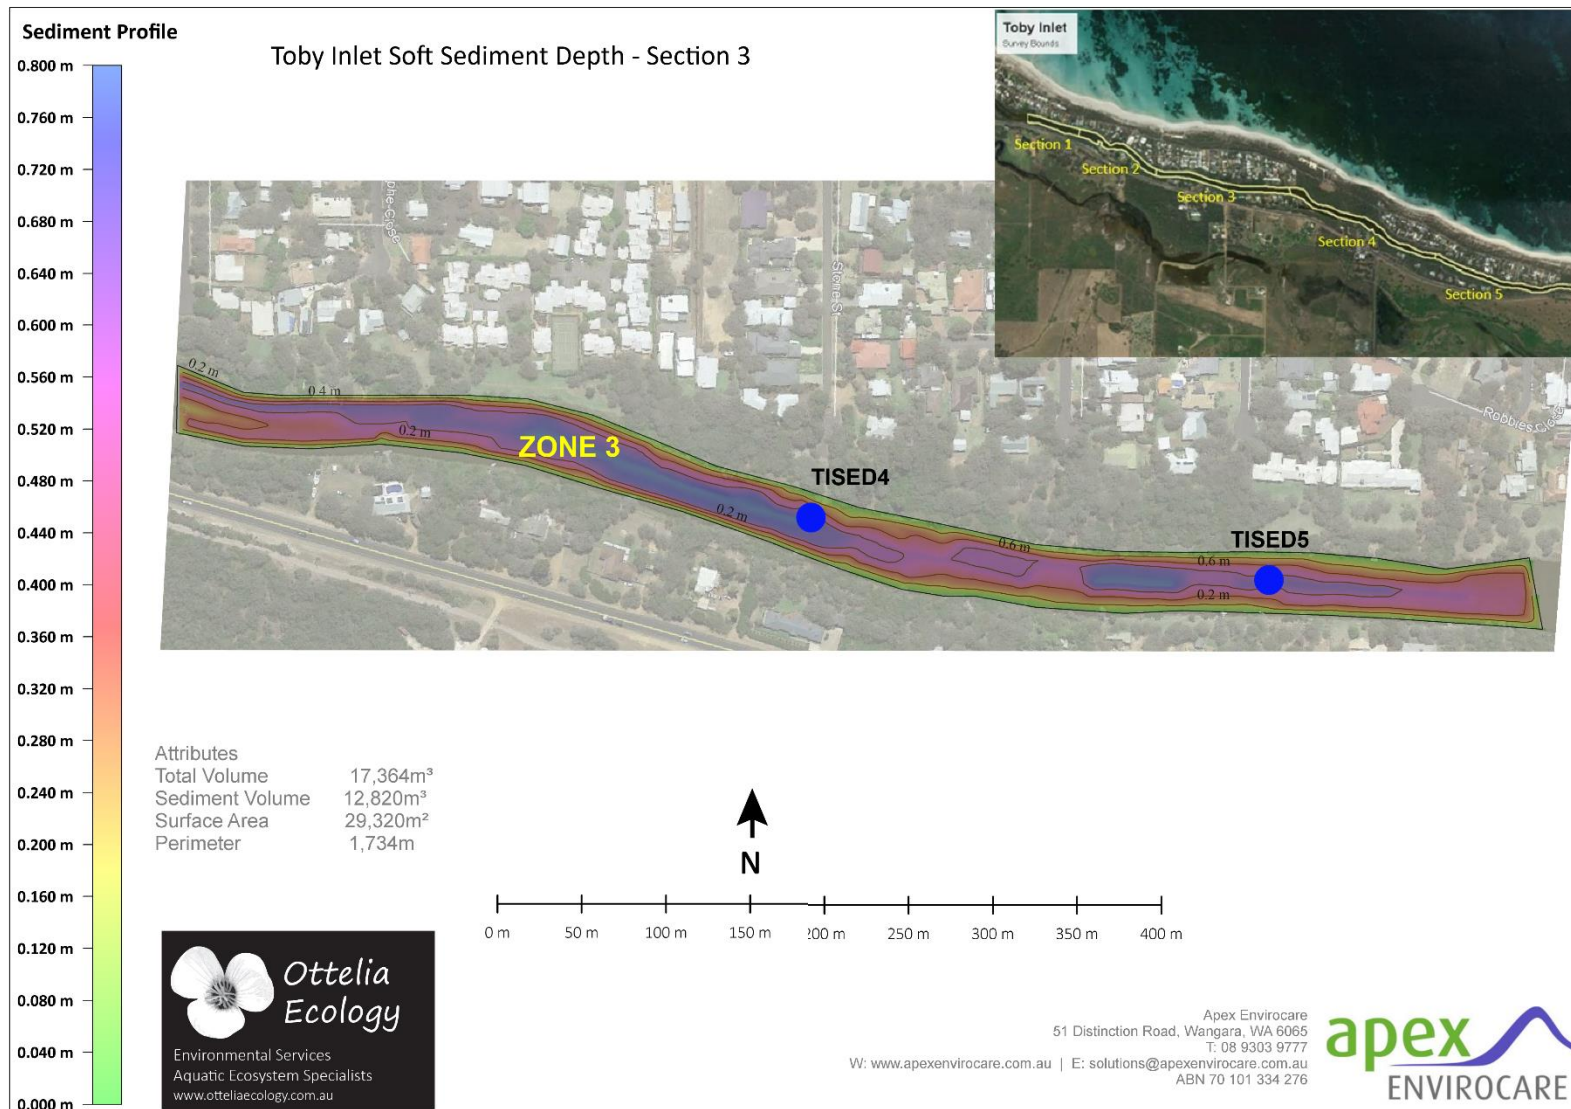 Sediment Profile
Toby Inlet Soft Sediment Depth - Section 3
0.800 m
0.760 m
0.720 m
0.680 m
0.640 m
0.600 m
0.560 m
0.520 m
0.480 m
0.440 m
0.400 m
0.360 m
0.320 m
0.280 m
0.240 m
0.200 m
0.160 m
0.120 m
0.080 m
0.040 m
0.000 m
Toby Inlet
Survey Bounds
Section 1
Section 2
Section 3
Section 4
Section 5
Stone St
Robbies Close
0.2 m
0.4 m
0.2 m
ZONE 3
0.2 m
TISED4
0.6 m
TISED5
0.6 m
0.2 m
Attributes
Total Volume 17,364m³
Sediment Volume 12,820m³
Surface Area 29,320m²
Perimeter 1,734m
N
0 m 50 m 100 m 150 m 200 m 250 m 300 m 350 m 400 m
Ottelia
Ecology
Environmental Services
Aquatic Ecosystem Specialists
www.otteliaecology.com.au
Apex Envirocare
51 Distinction Road, Wangara, WA 6065
T: 08 9303 9777
W: www.apexenvirocare.com.au | E: solutions@apexenvirocare.com.au
ABN 70 101 334 276
apex
ENVIROCARE